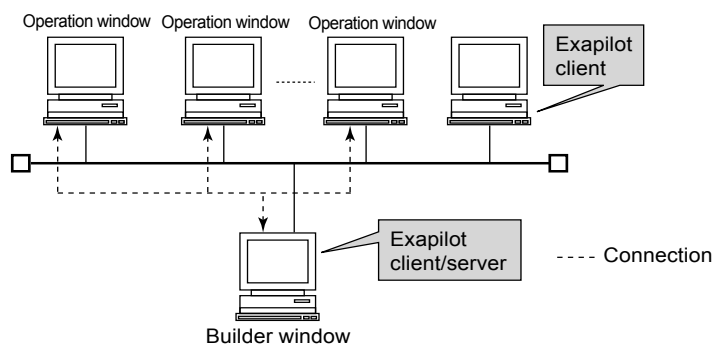 Operation window
Operation window
Operation window
Exapilot
client
Exapilot
client/server
Connection
Builder window